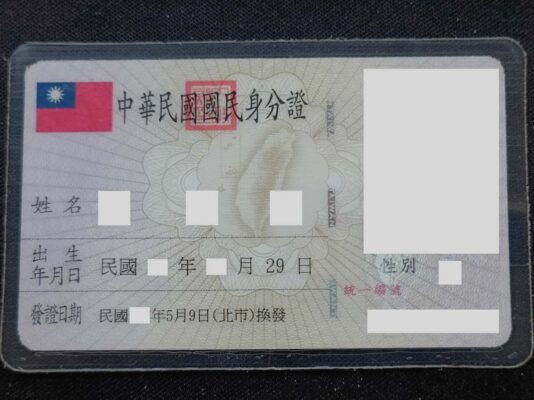 中華民國國民身分證
姓名
出生年月日 民國 年 月 29 日
性別
統一編號
發證日期 民國 年5月9日(北市)換發